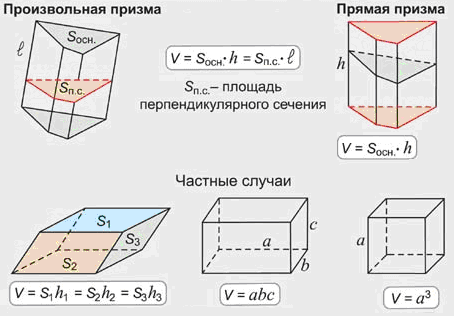 Произвольная призма
Прямая призма
ℓ
Sосн.
Sп.с.
V = Sосн.· h = Sп.с.· ℓ
Sп.с.– площадь
перпендикулярного сечения
h
V = Sосн.· h
Частные случаи
S₁
S₂
S₃
V = S₁h₁ = S₂h₂ = S₃h₃
a
b
c
V = abc
a
V = a³